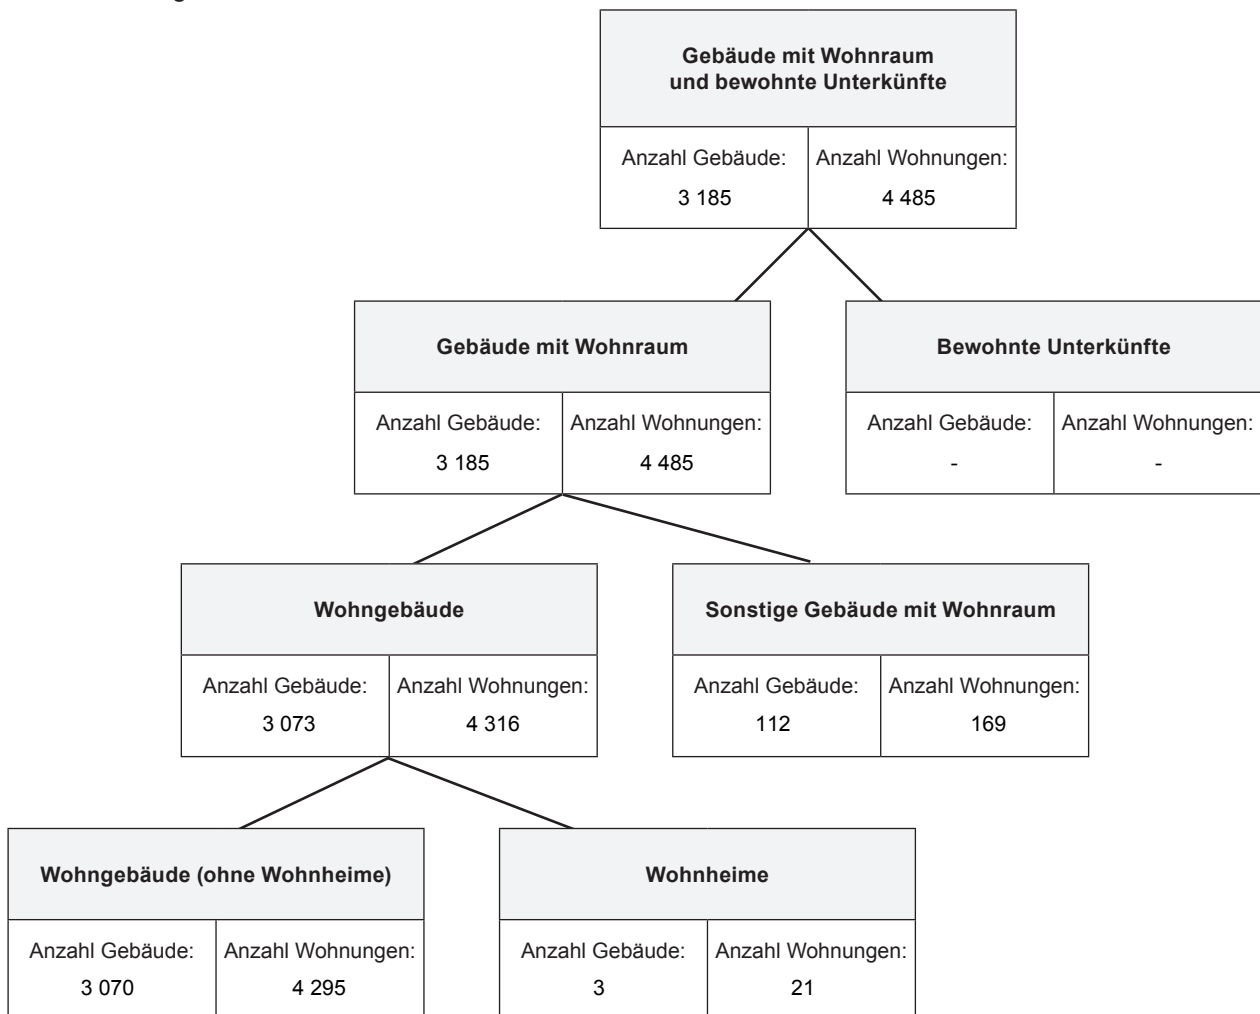 Gebäude mit Wohnraum
und bewohnte Unterkünfte
Anzahl Gebäude: Anzahl Wohnungen:
3 185 4 485
Gebäude mit Wohnraum Bewohnte Unterkünfte
Anzahl Gebäude: Anzahl Wohnungen: Anzahl Gebäude: Anzahl Wohnungen:
3 185 4 485 - -
Wohngebäude Sonstige Gebäude mit Wohnraum
Anzahl Gebäude: Anzahl Wohnungen: Anzahl Gebäude: Anzahl Wohnungen:
3 073 4 316 112 169
Wohngebäude (ohne Wohnheime) Wohnheime
Anzahl Gebäude: Anzahl Wohnungen: Anzahl Gebäude: Anzahl Wohnungen:
3 070 4 295 3 21